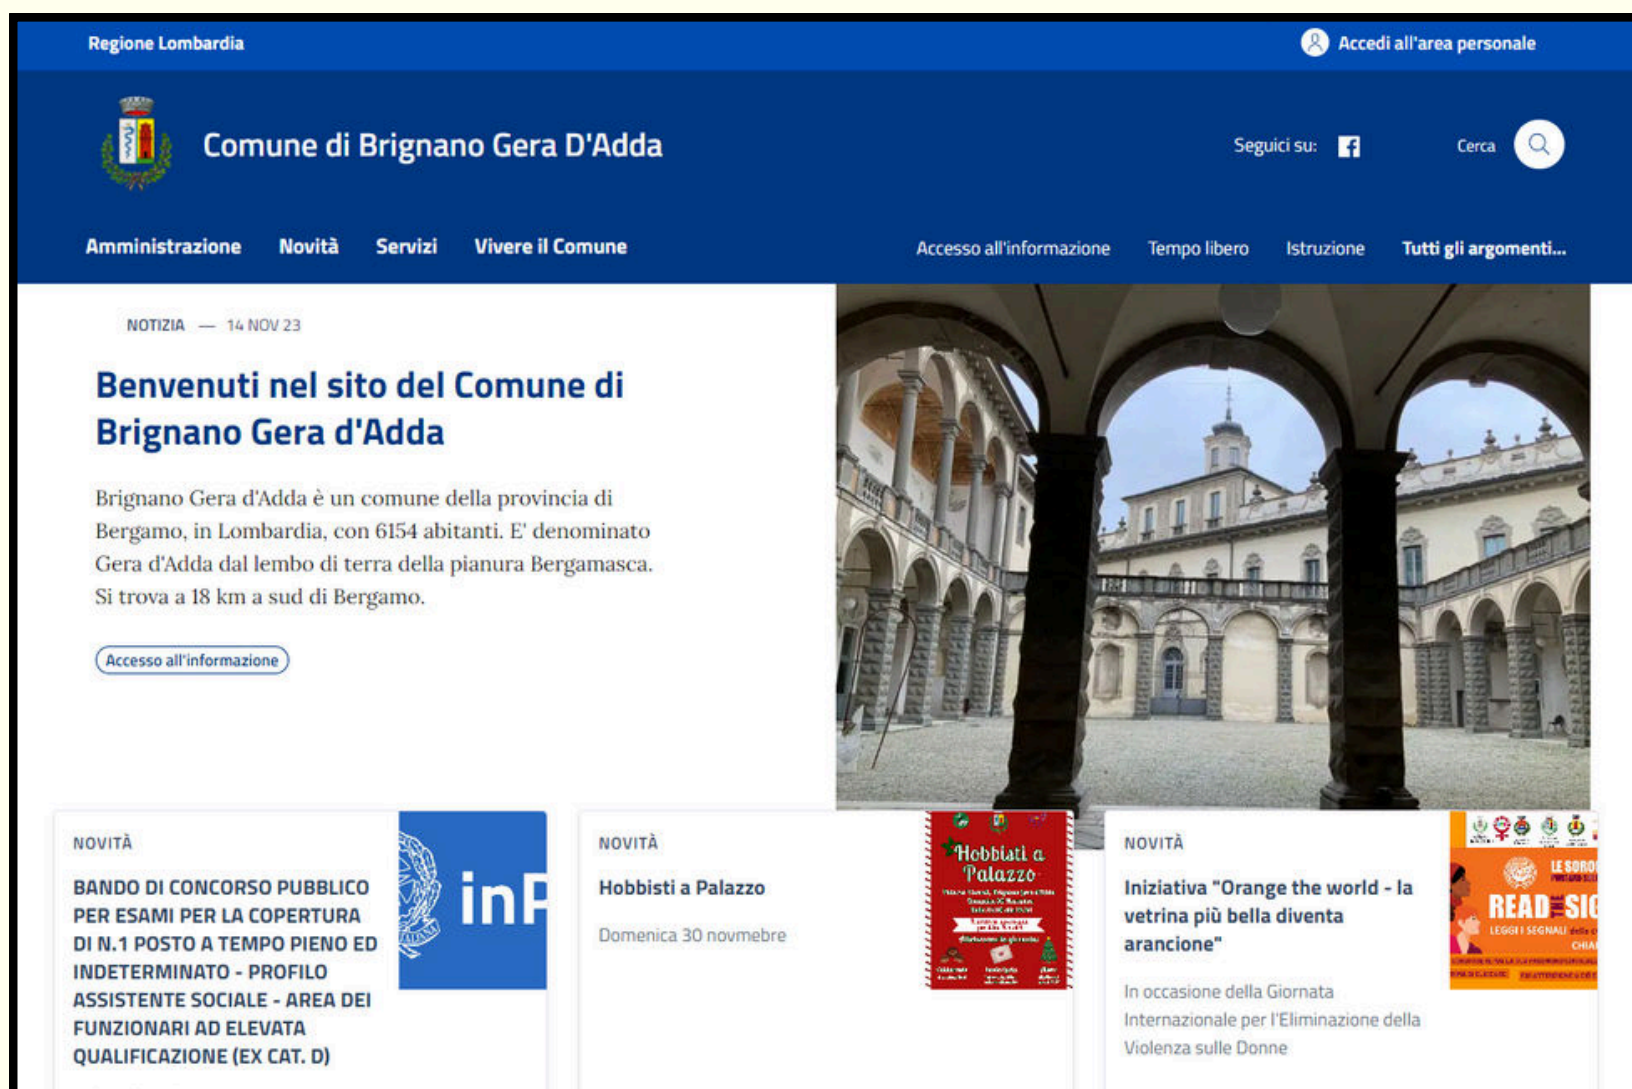 Regione Lombardia
Accedi all'area personale
Comune di Brignano Gera D'Adda
Seguici su:
Cerca
Amministrazione Novità Servizi Vivere il Comune
Accesso all'informazione Tempo libero Istruzione Tutti gli argomenti...
NOTIZIA — 14 NOV 23
Benvenuti nel sito del Comune di
Brignano Gera d'Adda
Brignano Gera d'Adda è un comune della provincia di
Bergamo, in Lombardia, con 6154 abitanti. E' denominato
Gera d'Adda dal lembo di terra della pianura Bergamasca.
Si trova a 18 km a sud di Bergamo.
Accesso all'informazione
NOVITÀ
BANDO DI CONCORSO PUBBLICO
PER ESAMI PER LA COPERTURA
DI N.1 POSTO A TEMPO PIENO ED
INDETERMINATO - PROFILO
ASSISTENTE SOCIALE - AREA DEI
FUNZIONARI AD ELEVATA
QUALIFICAZIONE (EX CAT. D)
inP
NOVITÀ
Hobbisti a Palazzo
Domenica 30 novmebre
Hobbisti a
Palazzo
NOVITÀ
Iniziativa "Orange the world - la
vetrina più bella diventa
arancione"
In occasione della Giornata
Internazionale per l'Eliminazione della
Violenza sulle Donne
LE SORO
READ THE SIG
LEGGI I SEGNALI
CHIA